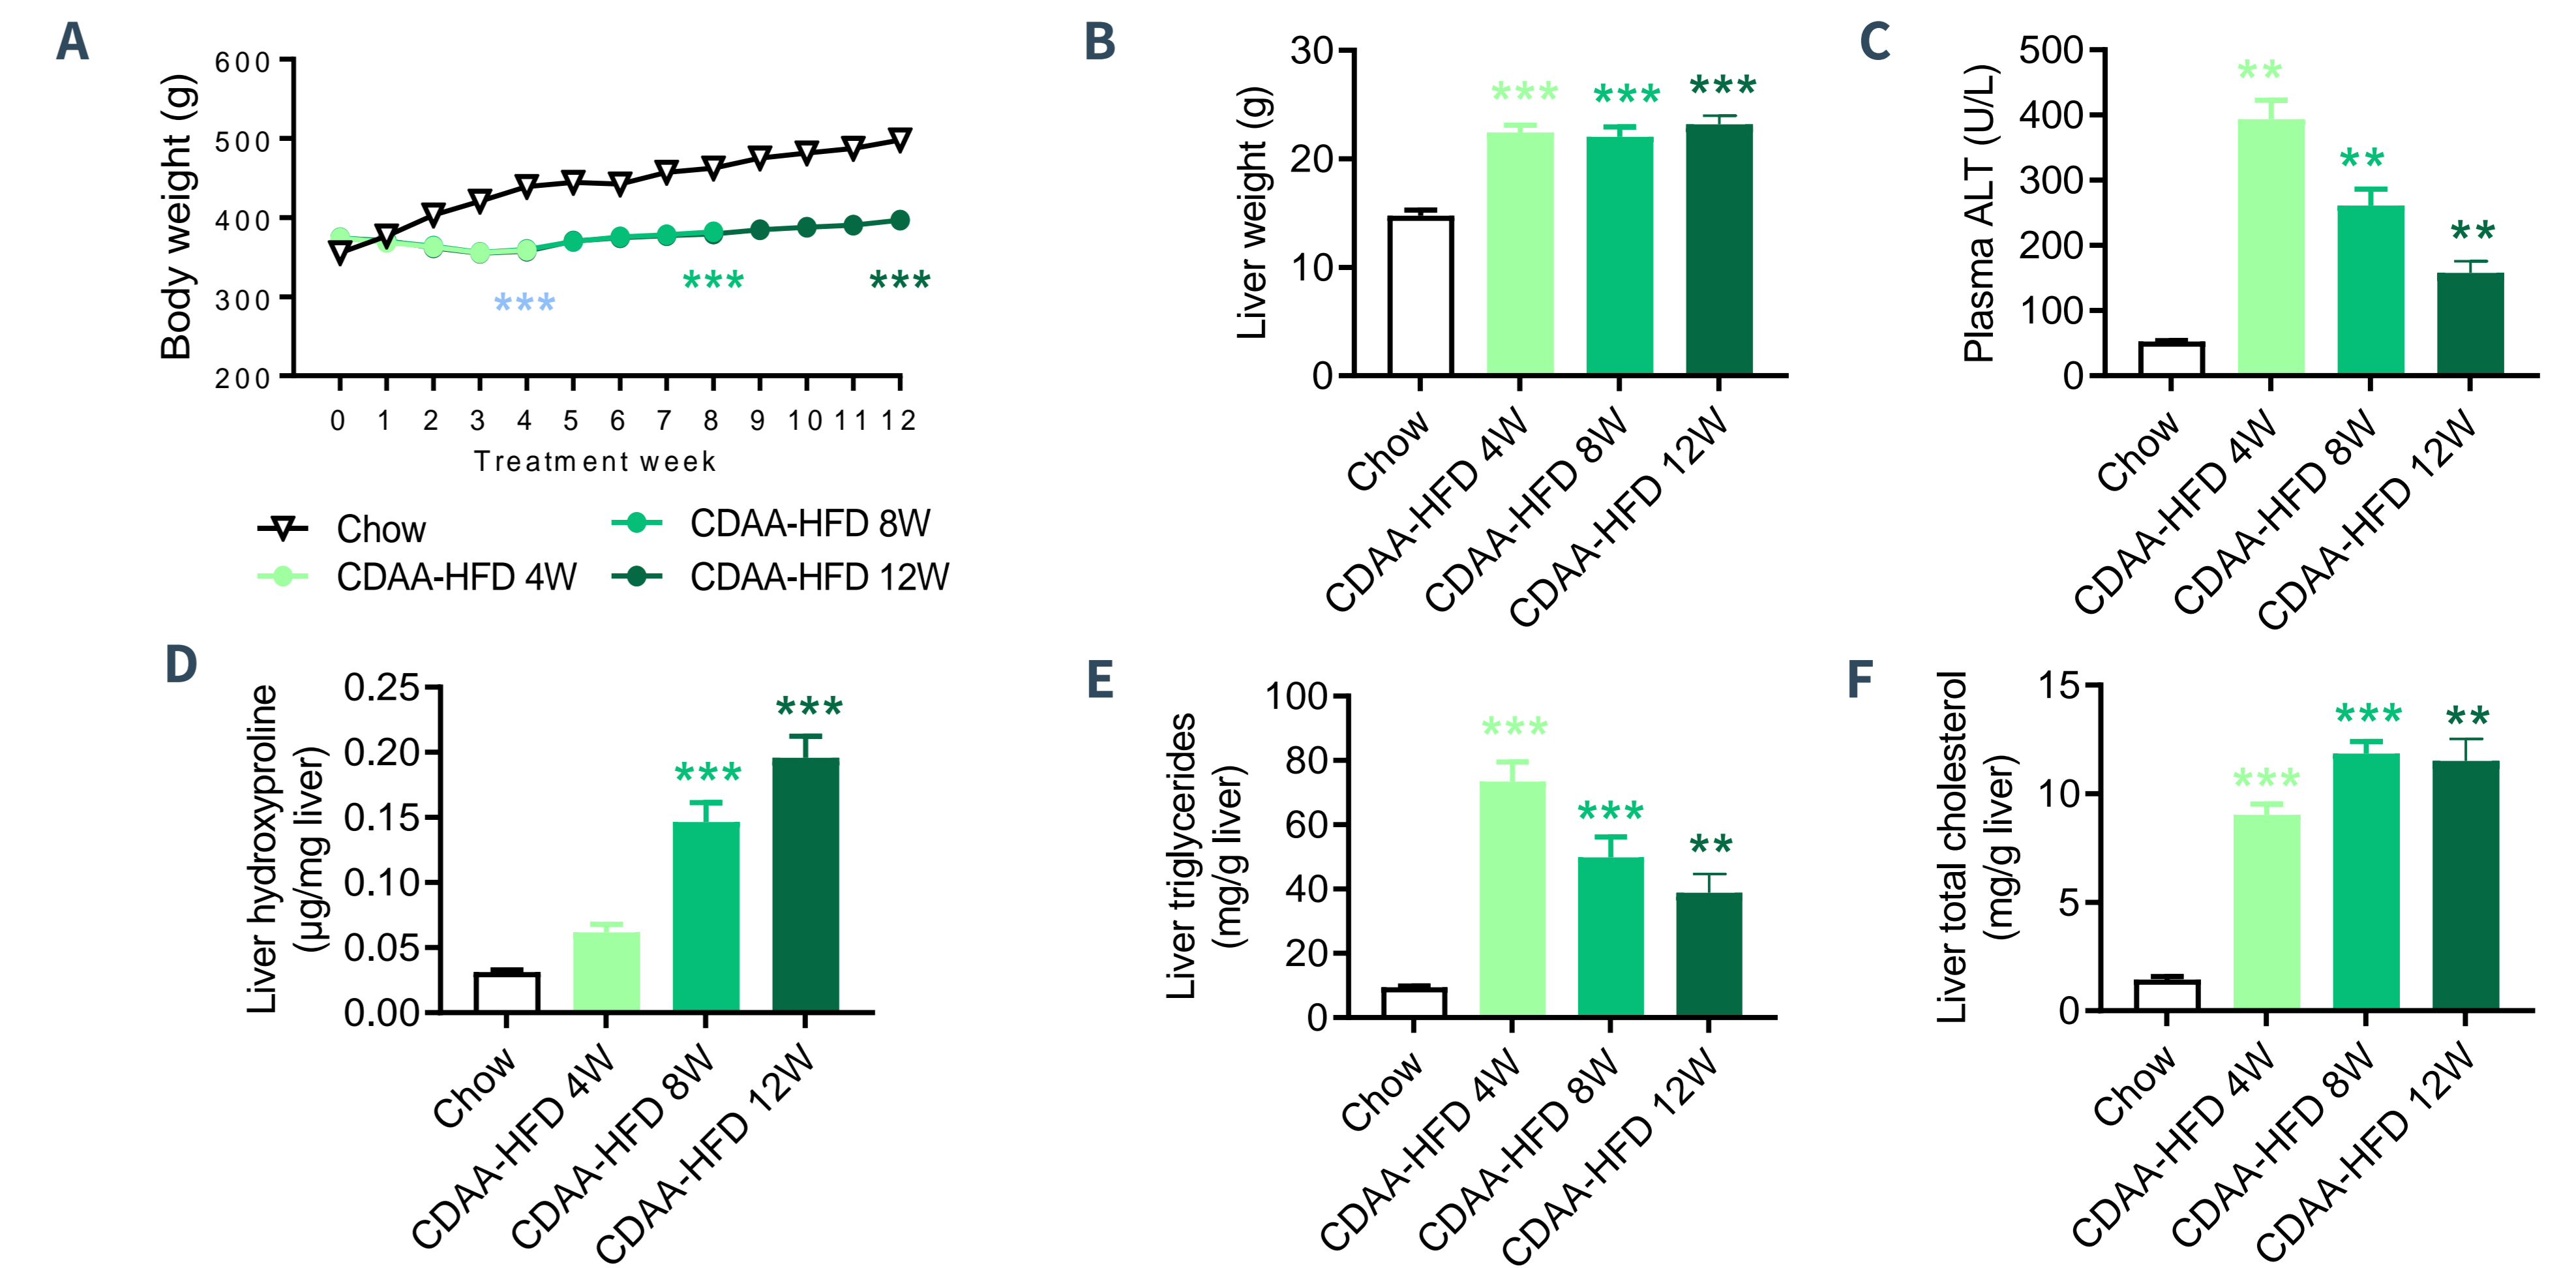 A
Body weight (g)
600
500
400
300
200
***
***
***
0 1 2 3 4 5 6 7 8 9 10 11 12
Treatment week
Chow
CDAA-HFD 4W
CDAA-HFD 8W
CDAA-HFD 12W
B
Liver weight (g)
30
20
10
0
***
***
***
Chow
CDAA-HFD 4W
CDAA-HFD 8W
CDAA-HFD 12W
C
Plasma ALT (U/L)
500
400
300
200
100
0
**
**
**
Chow
CDAA-HFD 4W
CDAA-HFD 8W
CDAA-HFD 12W
D
Liver hydroxyproline
(µg/mg liver)
0.25
0.20
0.15
0.10
0.05
0.00
***
***
Chow
CDAA-HFD 4W
CDAA-HFD 8W
CDAA-HFD 12W
E
Liver triglycerides
(mg/g liver)
100
80
60
40
20
0
***
***
**
Chow
CDAA-HFD 4W
CDAA-HFD 8W
CDAA-HFD 12W
F
Liver total cholesterol
(mg/g liver)
15
10
5
0
***
***
**
Chow
CDAA-HFD 4W
CDAA-HFD 8W
CDAA-HFD 12W